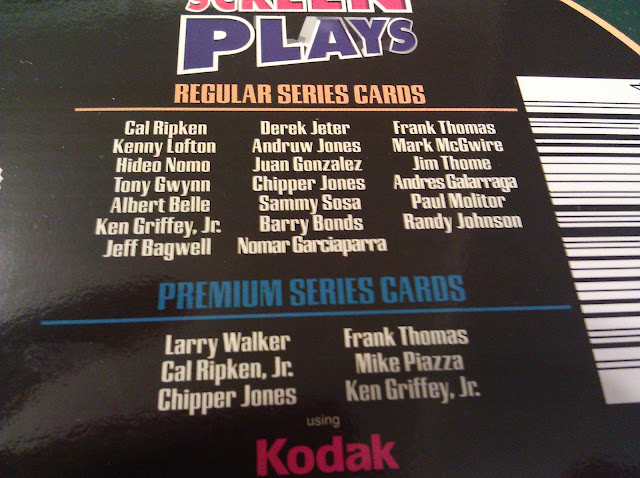 SCREEN
PLAYS
REGULAR SERIES CARDS
Cal Ripken Derek Jeter Frank Thomas
Kenny Lofton Andruw Jones Mark McGwire
Hideo Nomo Juan Gonzalez Jim Thome
Tony Gwynn Chipper Jones Andres Galarraga
Albert Belle Sammy Sosa Paul Molitor
Ken Griffey, Jr. Barry Bonds Randy Johnson
Jeff Bagwell Nomar Garciaparra
PREMIUM SERIES CARDS
Larry Walker Frank Thomas
Cal Ripken, Jr. Mike Piazza
Chipper Jones Ken Griffey, Jr.
using
Kodak